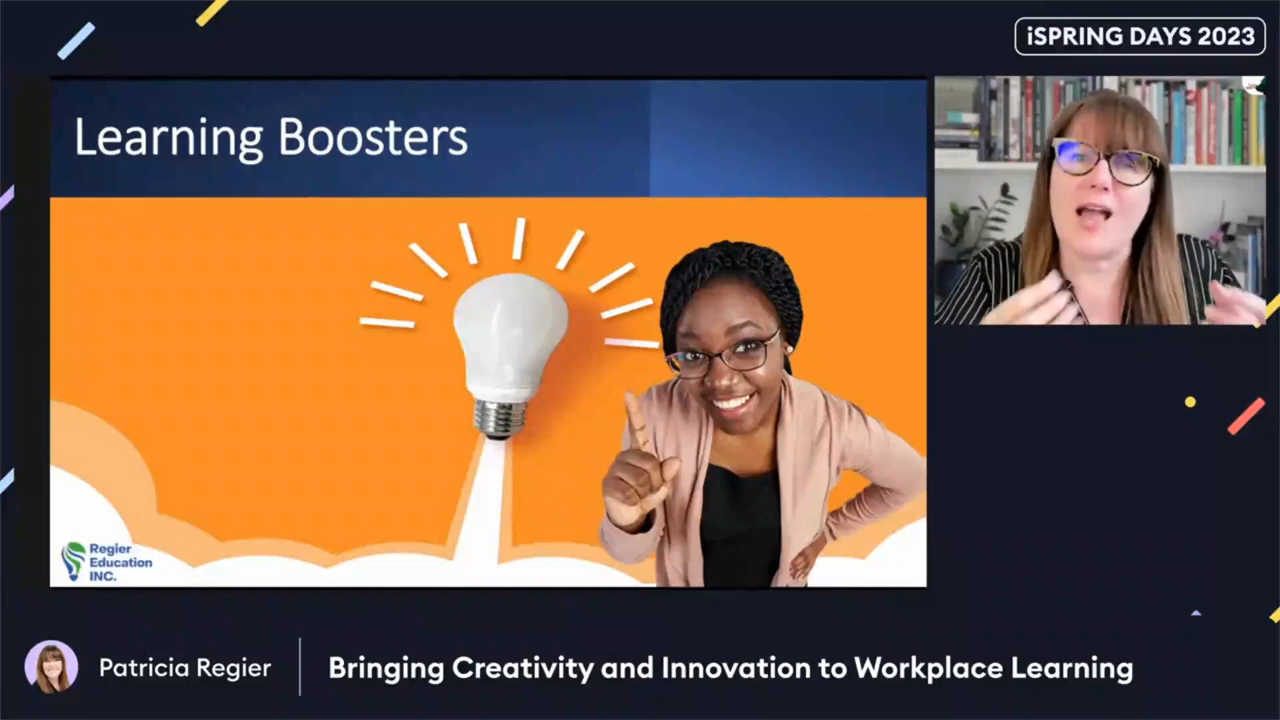 iSPRING DAYS 2023
Learning Boosters
Regier
Education
INC.
Patricia Regier
Bringing Creativity and Innovation to Workplace Learning